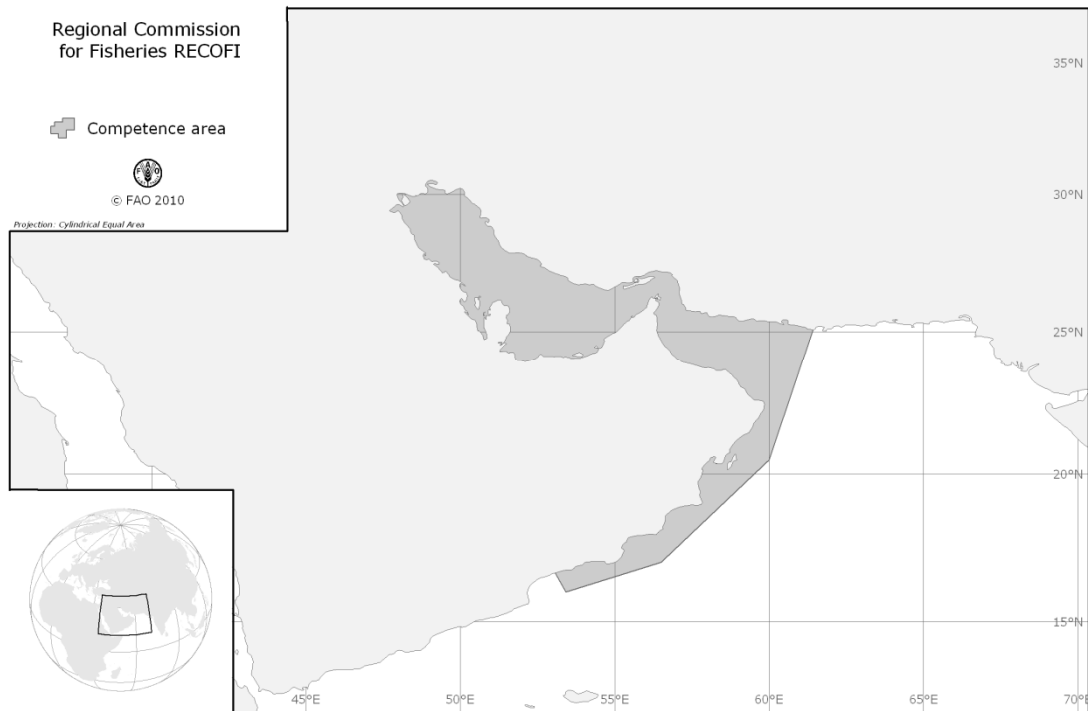 Regional Commission
for Fisheries RECOFI
Competence area
FAO
© FAO 2010
Projection: Cylindrical Equal Area
35°N
30°N
25°N
20°N
15°N
45°E
50°E
55°E
60°E
65°E
70°E